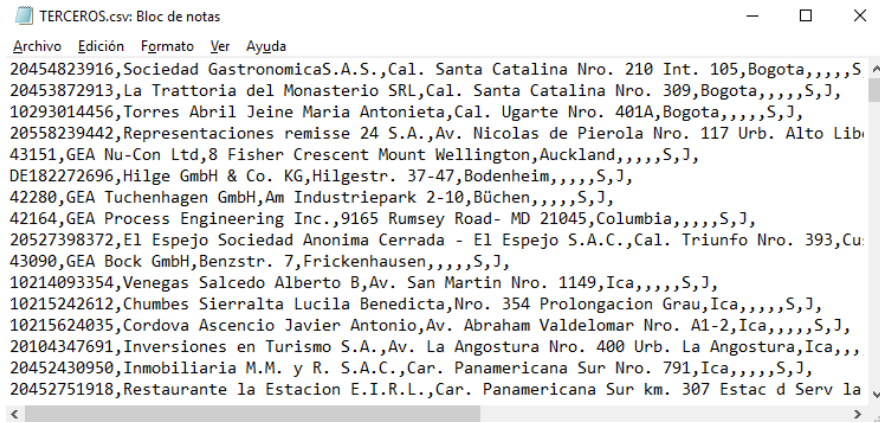 TERCEROS.csv: Bloc de notas
Archivo Edición Formato Ver Ayuda
20454823916,Sociedad GastronomicaS.A.S.,Cal. Santa Catalina Nro. 210 Int. 105,Bogota,,,,,S
20453872913,La Trattoria del Monasterio SRL,Cal. Santa Catalina Nro. 309,Bogota,,,,,S,J,
10293014456,Torres Abril Jeine Maria Antonieta,Cal. Ugarte Nro. 401A,Bogota,,,,,S,J,
20558239442,Representaciones remisse 24 S.A.,Av. Nicolas de Pierola Nro. 117 Urb. Alto Libe
43151,GEA Nu-Con Ltd,8 Fisher Crescent Mount Wellington,Auckland,,,,,S,J,
DE182272696,Hilge GmbH & Co. KG,Hilgestr. 37-47,Bodenheim,,,,,S,J,
42280,GEA Tuchenhagen GmbH,Am Industriepark 2-10,Büchen,,,,,S,J,
42164,GEA Process Engineering Inc.,9165 Rumsey Road- MD 21045,Columbia,,,,,S,J,
20527398372,El Espejo Sociedad Anonima Cerrada - El Espejo S.A.C.,Cal. Triunfo Nro. 393,Cu
43090,GEA Bock GmbH,Benzstr. 7,Frickenhausen,,,,,S,J,
10214093354,Venegas Salcedo Alberto B,Av. San Martin Nro. 1149,Ica,,,,,S,J,
10215242612,Chumbes Sierralta Lucila Benedicta,Nro. 354 Prolongacion Grau,Ica,,,,,S,J,
10215624035,Cordova Ascencio Javier Antonio,Av. Abraham Valdelomar Nro. A1-2,Ica,,,,,S,J,
20104347691,Inversiones en Turismo S.A.,Av. La Angostura Nro. 400 Urb. La Angostura,Ica,,,
20452430950,Inmobiliaria M.M. y R. S.A.C.,Car. Panamericana Sur Nro. 791,Ica,,,,,S,J,
20452751918,Restaurante la Estacion E.I.R.L.,Car. Panamericana Sur km. 307 Estac d Serv la